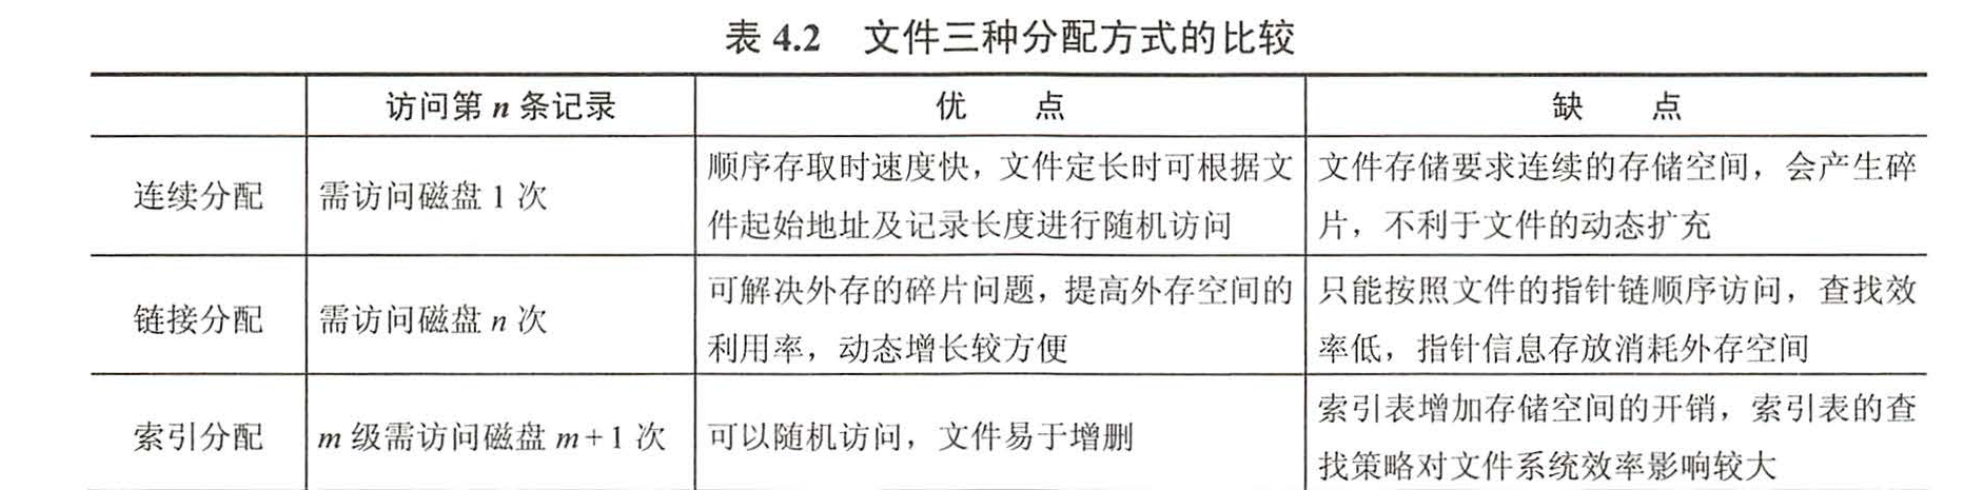 表 4.2 文件三种分配方式的比较
访问第 n 条记录 优 点 缺 点
连续分配 需访问磁盘 1 次 顺序存取时速度快，文件定长时可根据文
件起始地址及记录长度进行随机访问 文件存储要求连续的存储空间，会产生碎
片，不利于文件的动态扩充
链接分配 需访问磁盘 n 次 可解决外存的碎片问题，提高外存空间的
利用率，动态增长较方便 只能按照文件的指针链顺序访问，查找效
率低，指针信息存放消耗外存空间
索引分配 m 级需访问磁盘 m + 1 次 可以随机访问，文件易于增删 索引表增加存储空间的开销，索引表的查
找策略对文件系统效率影响较大